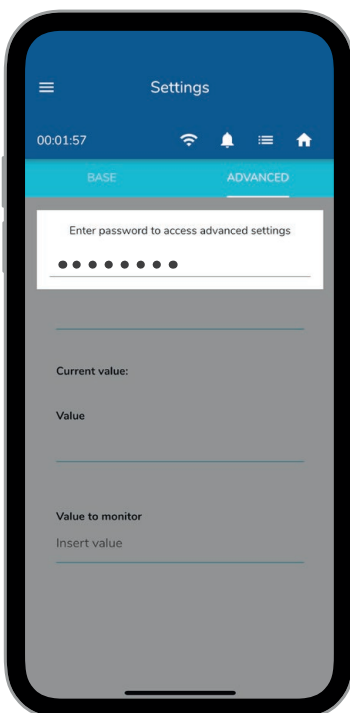 Settings
00:01:57
BASE ADVANCED
Enter password to access advanced settings
Current value:
Value
Value to monitor
Insert value